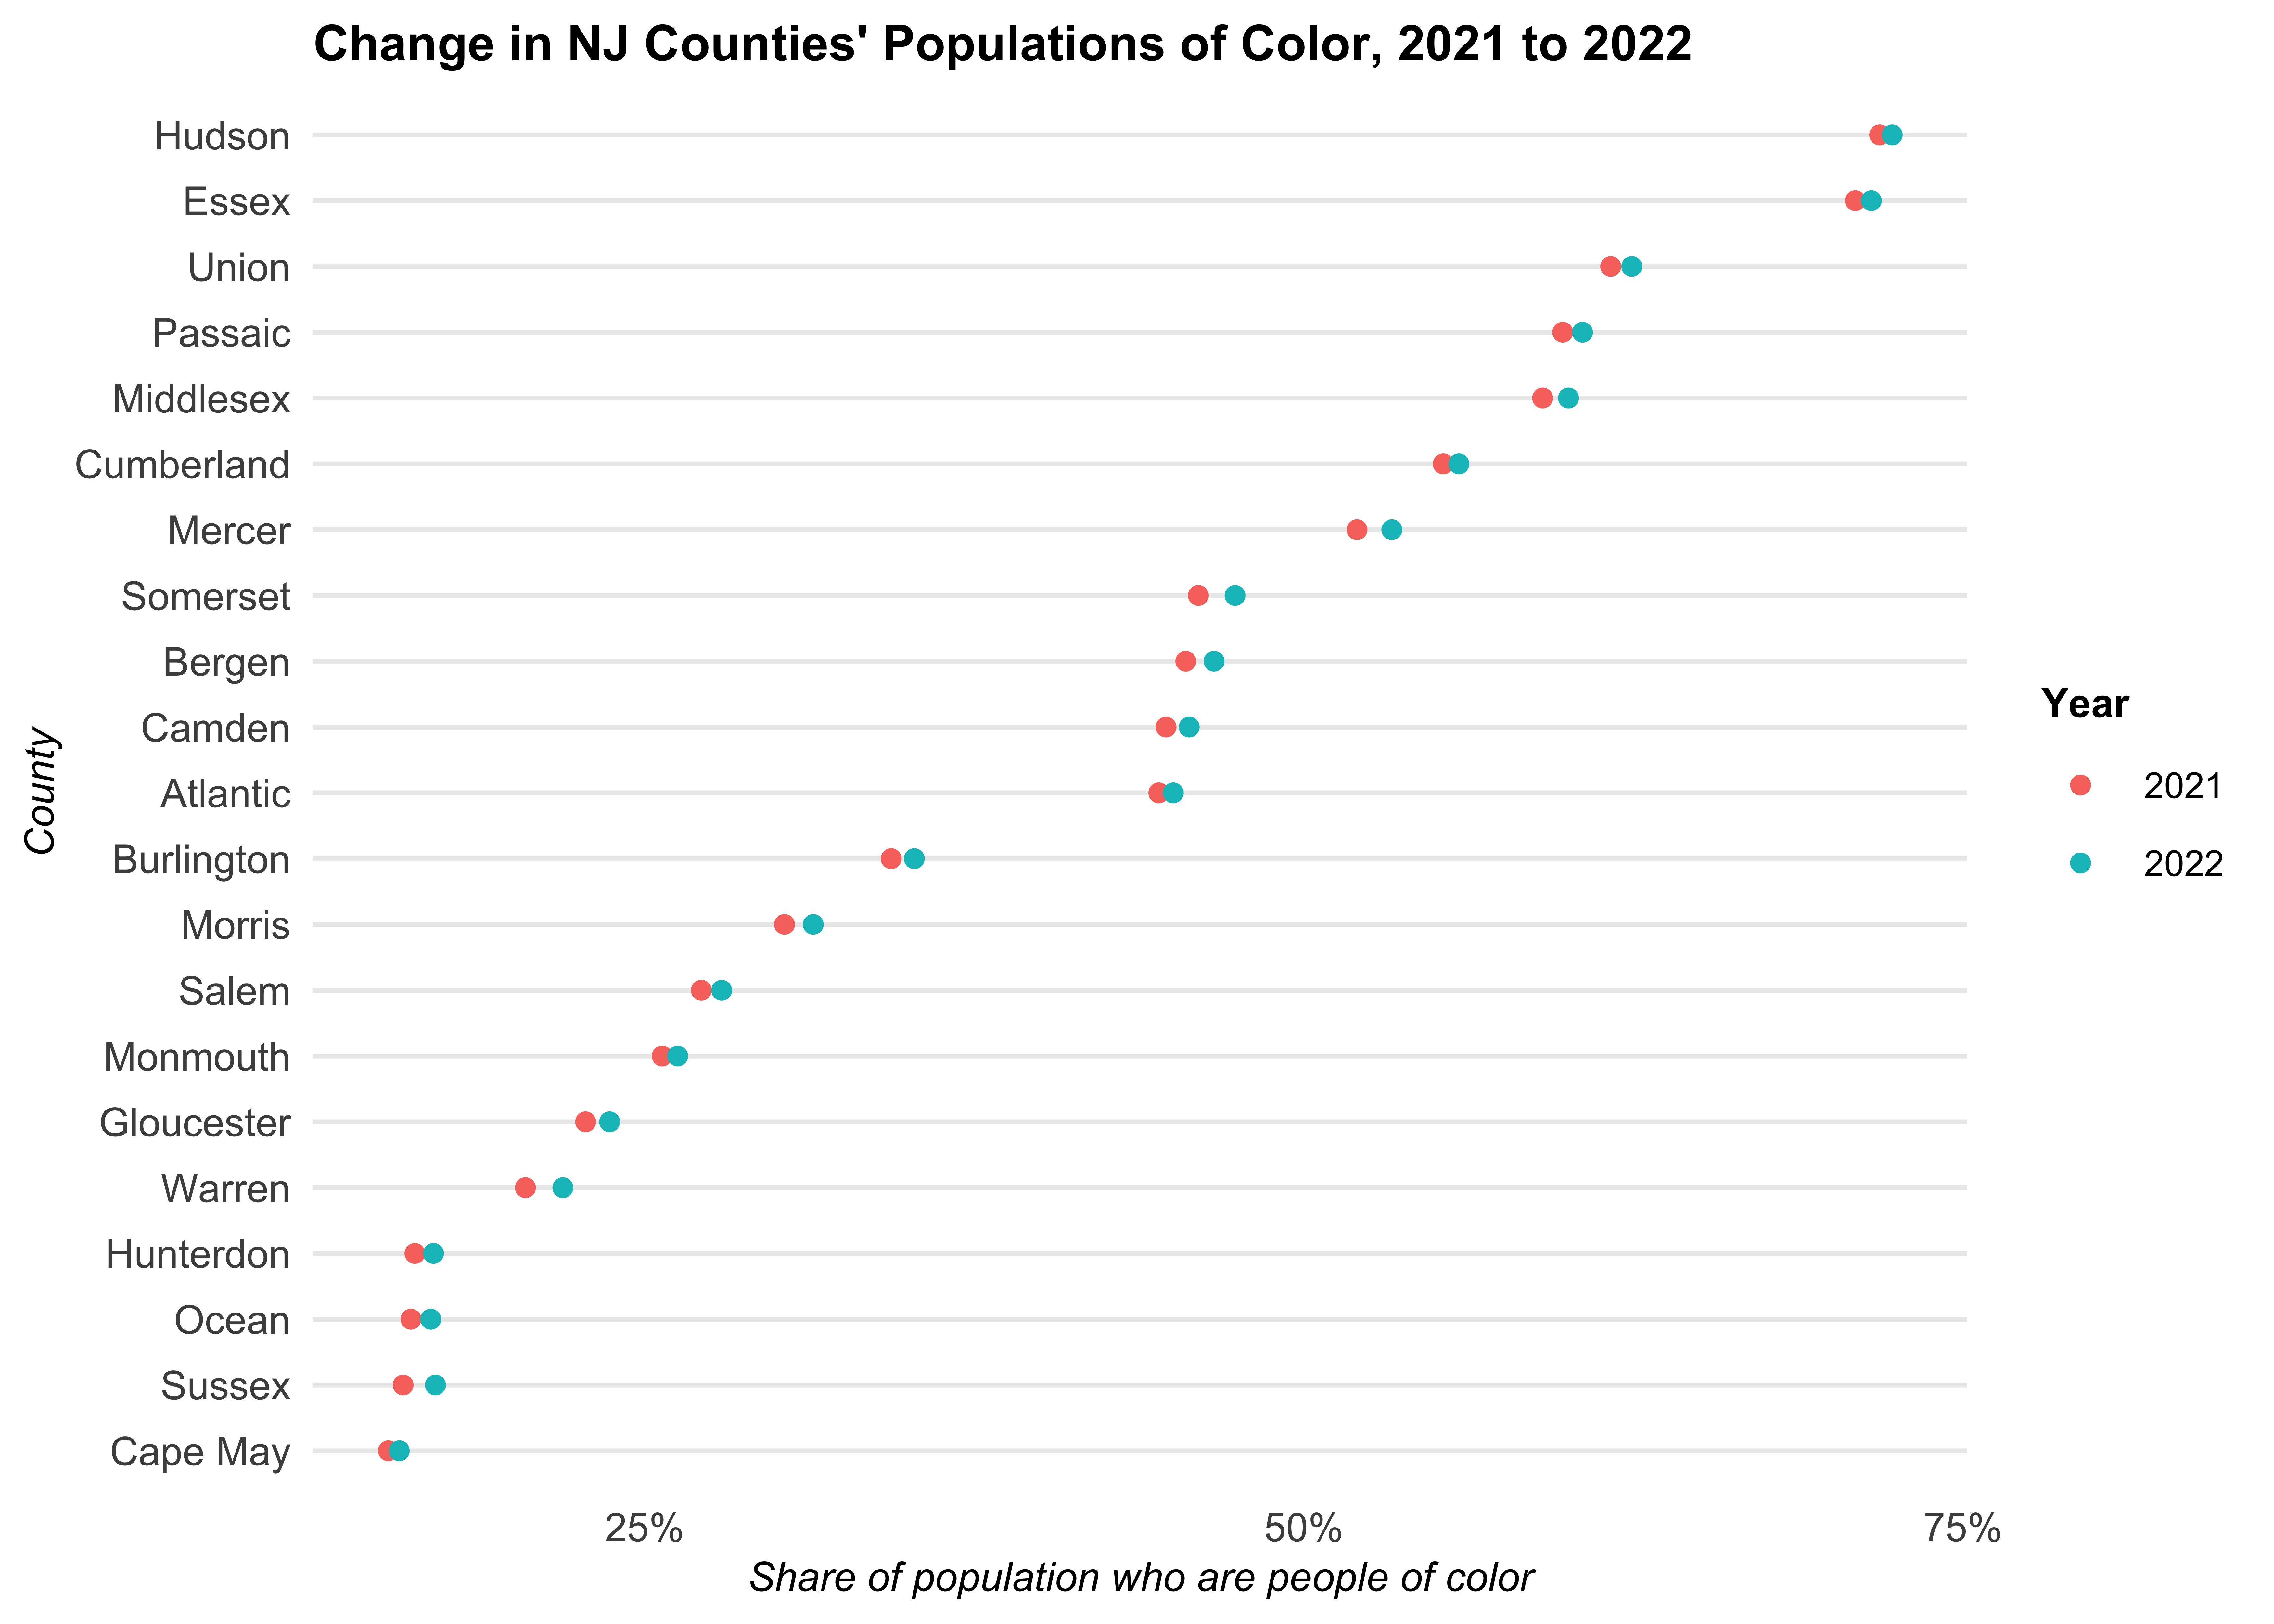 Change in NJ Counties' Populations of Color, 2021 to 2022
Hudson
Essex
Union
Passaic
Middlesex
Cumberland
Mercer
Somerset
Bergen
Camden
Atlantic
Burlington
Morris
Salem
Monmouth
Gloucester
Warren
Hunterdon
Ocean
Sussex
Cape May
County
25%
50%
75%
Share of population who are people of color
Year
2021
2022